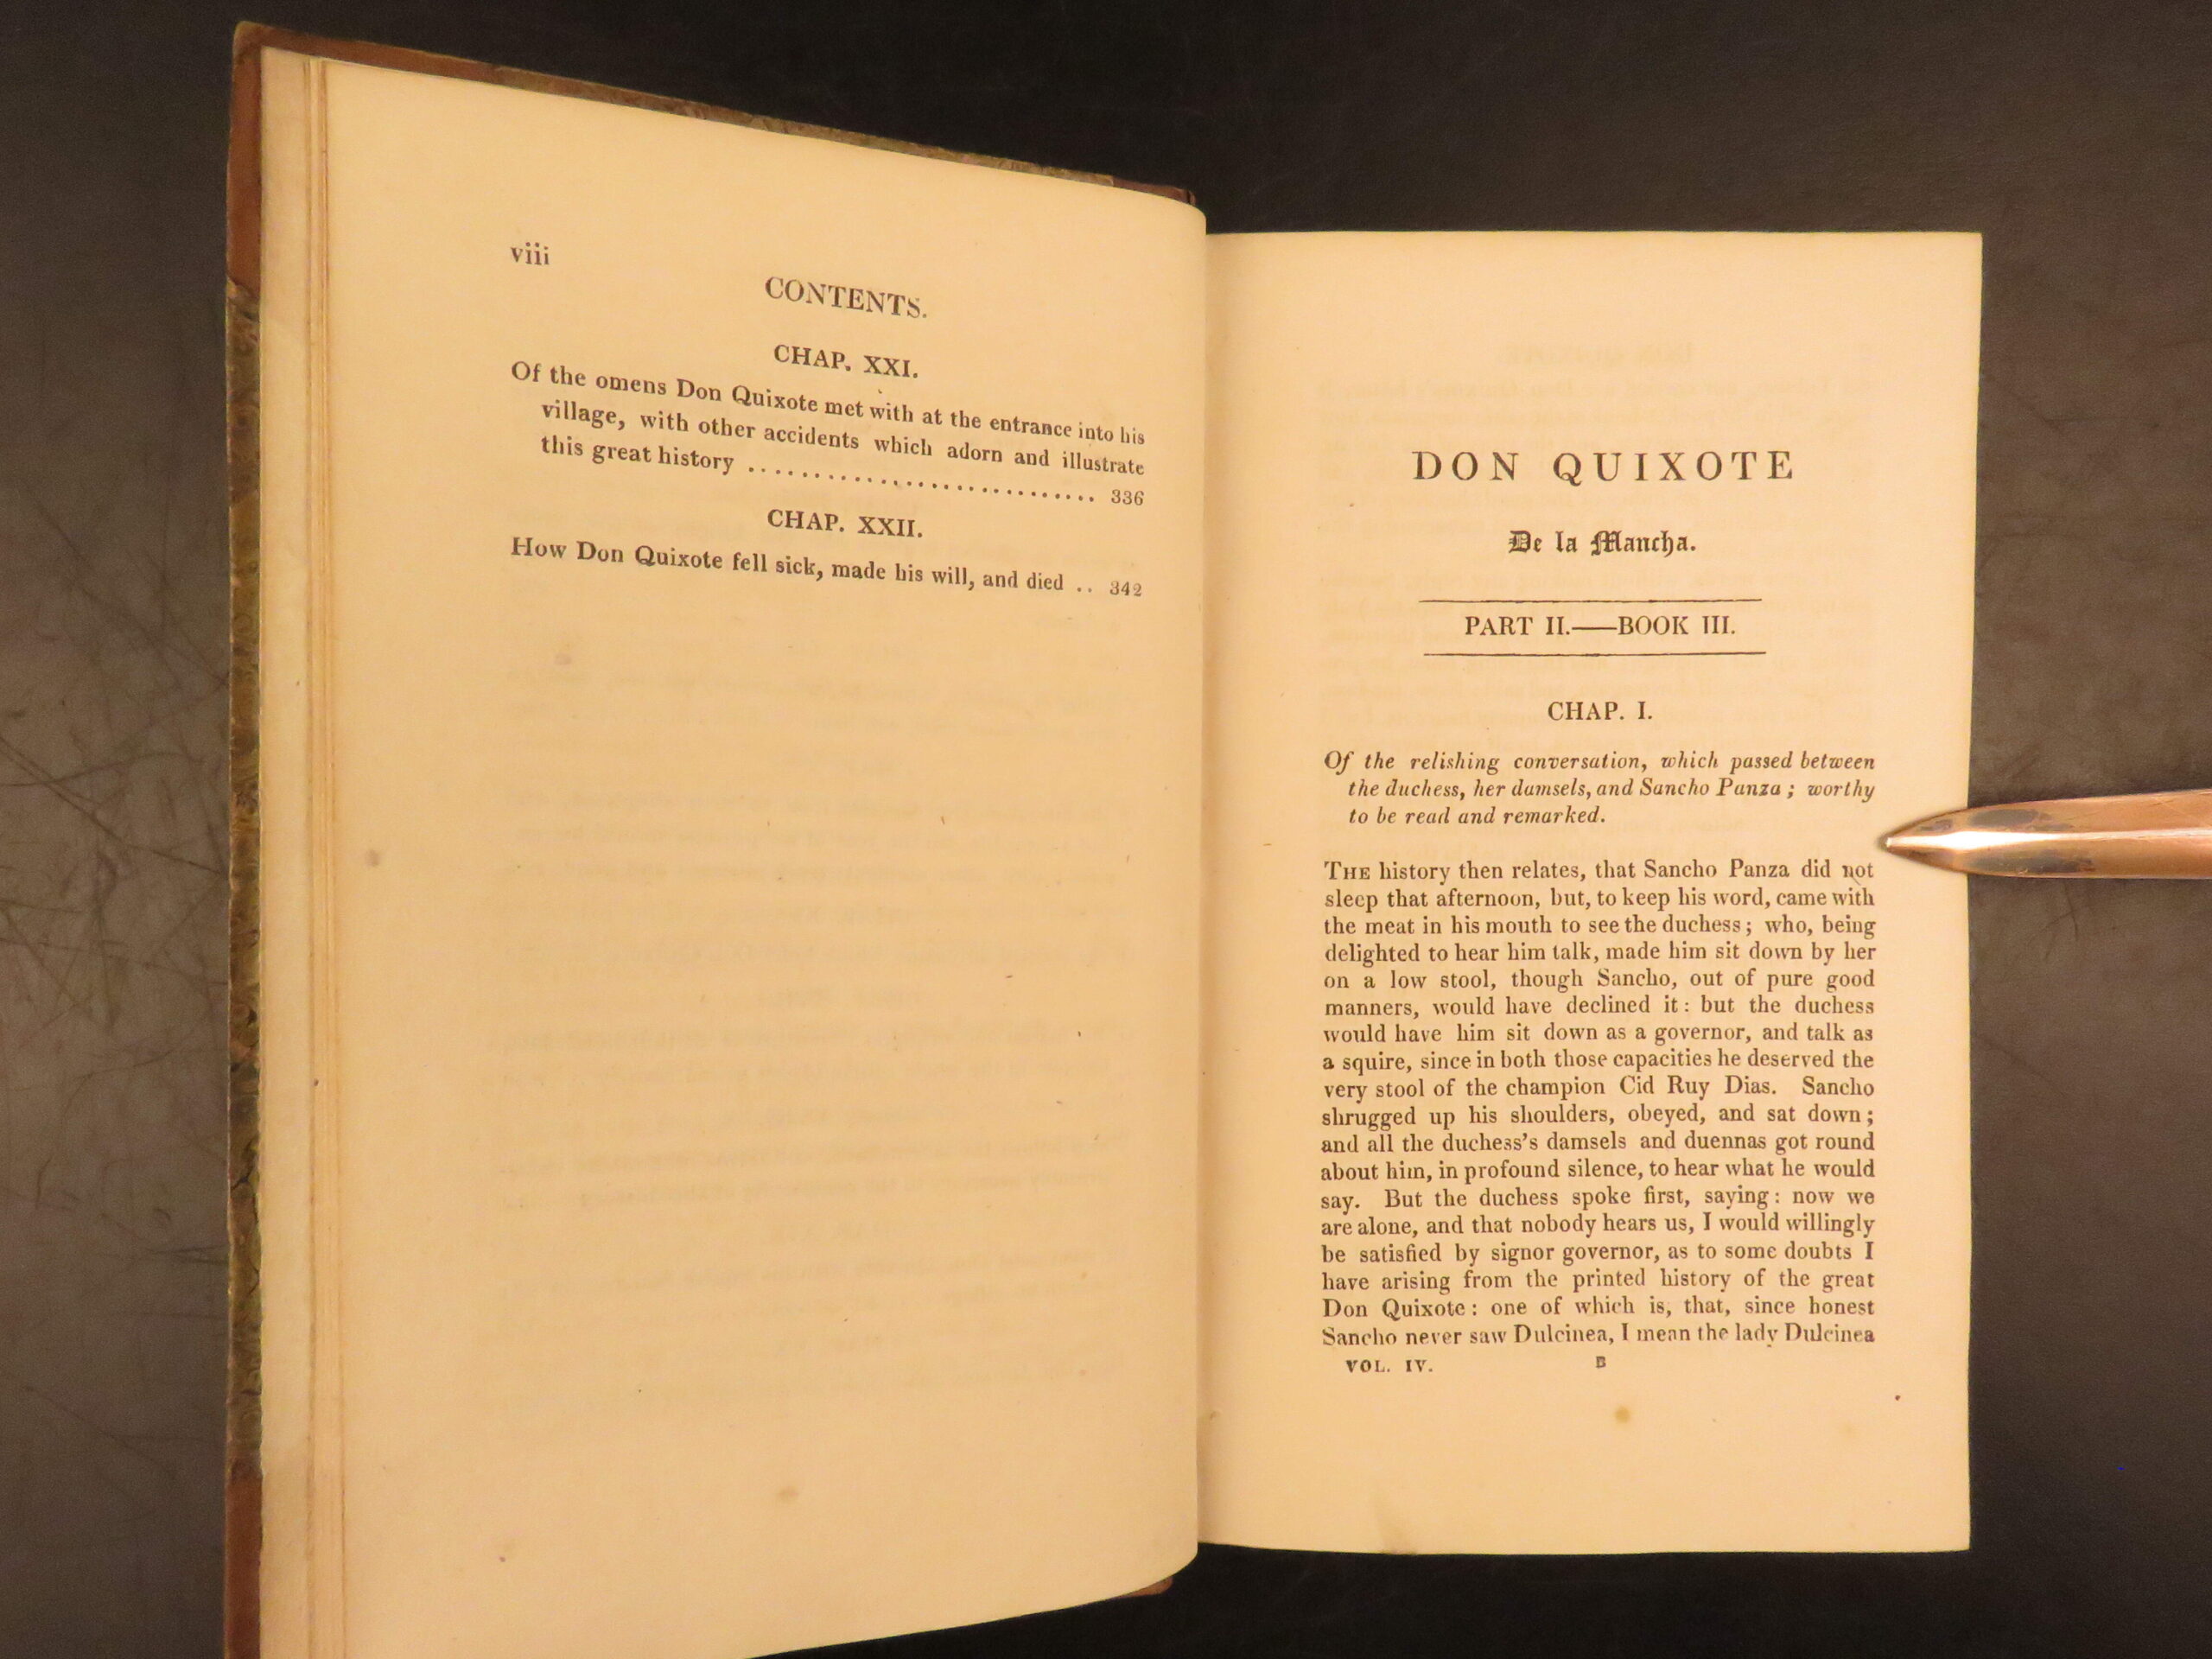 viii
CONTENTS.
CHAP. XXI.
Of the omens Don Quixote met with at the entrance into his
village, with other accidents which adorn and illustrate
this great history ........................... 336
CHAP. XXII.
How Don Quixote fell sick, made his will, and died .. 342
DON QUIXOTE
De la Mancha.
PART II.——BOOK III.
CHAP. I.
Of the relishing conversation, which passed between
the duchess, her damsels, and Sancho Panza; worthy
to be read and remarked.
THE history then relates, that Sancho Panza did not
sleep that afternoon, but, to keep his word, came with
the meat in his mouth to see the duchess; who, being
delighted to hear him talk, made him sit down by her
on a low stool, though Sancho, out of pure good
manners, would have declined it: but the duchess
would have him sit down as a governor, and talk as
a squire, since in both those capacities he deserved the
very stool of the champion Cid Ruy Dias. Sancho
shrugged up his shoulders, obeyed, and sat down;
and all the duchess's damsels and duennas got round
about him, in profound silence, to hear what he would
say. But the duchess spoke first, saying: now we
are alone, and that nobody hears us, I would willingly
be satisfied by signor governor, as to some doubts I
have arising from the printed history of the great
Don Quixote: one of which is, that, since honest
Sancho never saw Dulcinea, I mean the lady Dulcinea
VOL. IV. B